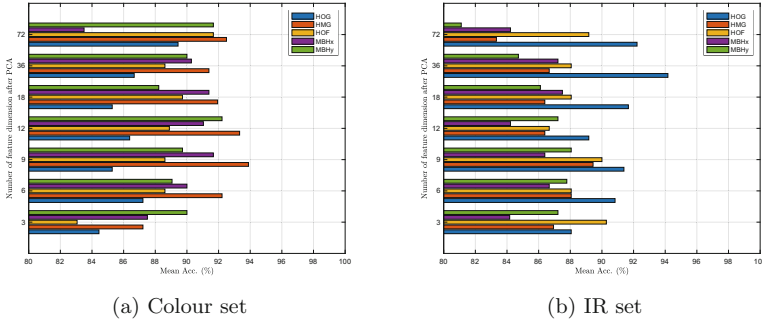 HOG
HMG
HOF
MBHx
MBHy
72
36
18
12
9
6
3
Number of feature dimension after PCA
80 82 84 86 88 90 92 94 96 98 100
Mean Acc. (%)
(a) Colour set
HOG
HMG
HOF
MBHx
MBHy
72
36
18
12
9
6
3
Number of feature dimension after PCA
80 82 84 86 88 90 92 94 96 98 10
Mean Acc. (%)
(b) IR set